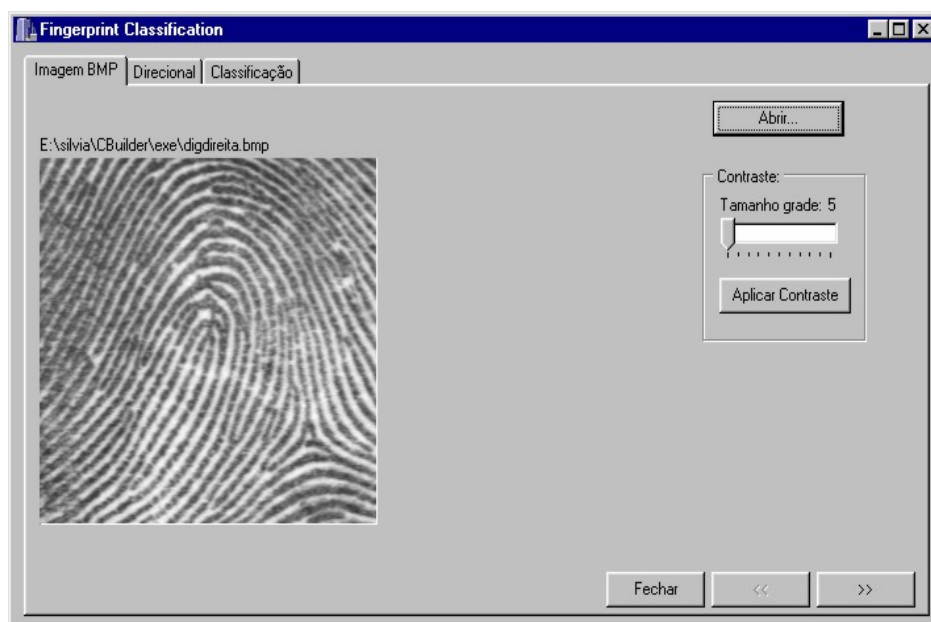 Fingerprint Classification
Imagem BMP Direcional Classificação
Abrir...
E:\silvia\CBuilder\exe\digdireita.bmp
Contraste:
Tamanho grade: 5
Aplicar Contraste
Fechar << >>